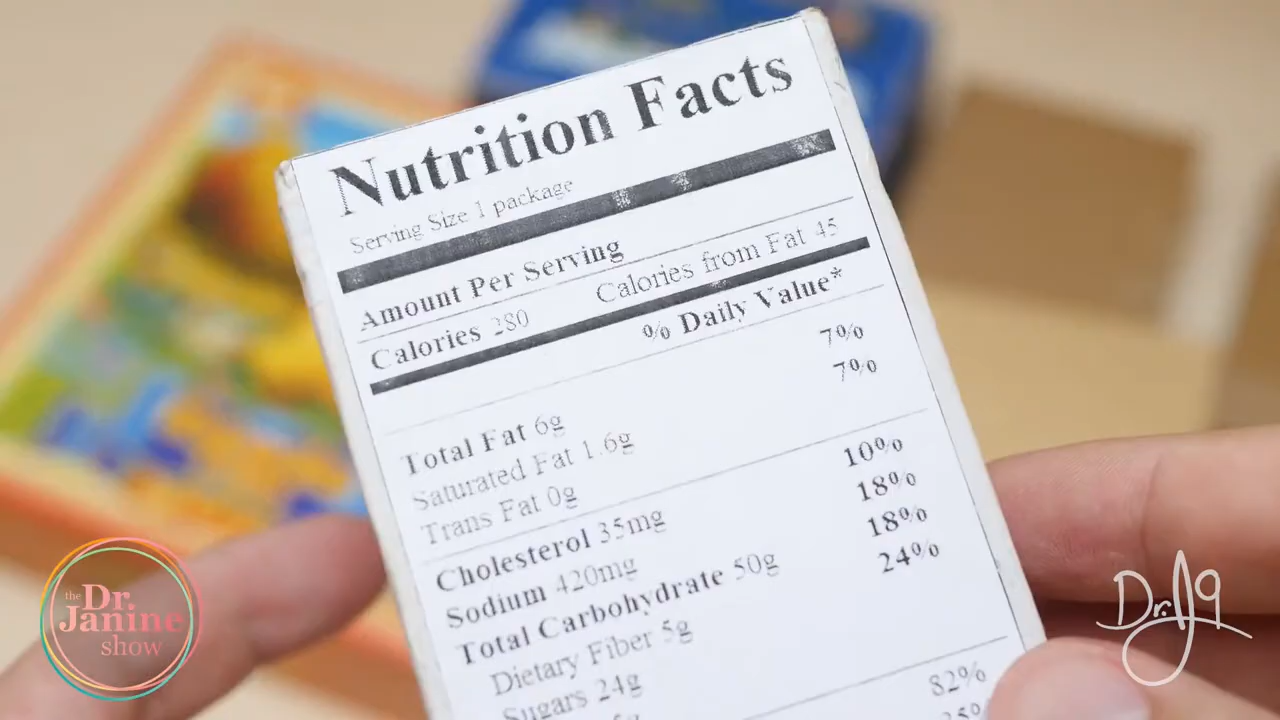 Nutrition Facts
Serving Size 1 package
Amount Per Serving
Calories 280 Calories from Fat 45
% Daily Value*
Total Fat 6g 7%
Saturated Fat 1.6g 7%
Trans Fat 0g
Cholesterol 35mg 10%
Sodium 420mg 18%
Total Carbohydrate 50g 18%
Dietary Fiber 5g 24%
Sugars 24g
82%
the Dr.
Janine
show
Dr. J9